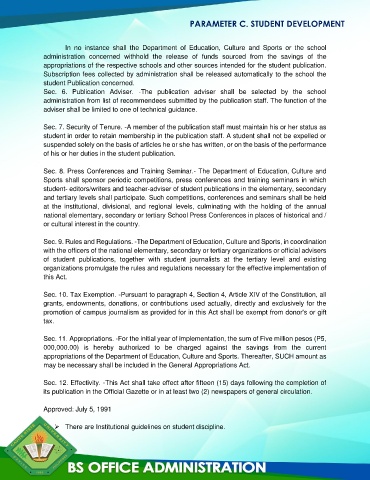 PARAMETER C. STUDENT DEVELOPMENT
In no instance shall the Department of Education, Culture and Sports or the school
administration concerned withhold the release of funds sourced from the savings of the
appropriations of the respective schools and other sources intended for the student publication.
Subscription fees collected by administration shall be released automatically to the school the
student Publication concerned.
Sec. 6. Publication Adviser. -The publication adviser shall be selected by the school
administration from list of recommendees submitted by the publication staff. The function of the
adviser shall be limited to one of technical guidance.
Sec. 7. Security of Tenure. -A member of the publication staff must maintain his or her status as
student in order to retain membership in the publication staff. A student shall not be expelled or
suspended solely on the basis of articles he or she has written, or on the basis of the performance
of his or her duties in the student publication.
Sec. 8. Press Conferences and Training Seminar.- The Department of Education, Culture and
Sports shall sponsor periodic competitions, press conferences and training seminars in which
student- editors/writers and teacher-adviser of student publications in the elementary, secondary
and tertiary levels shall participate. Such competitions, conferences and seminars shall be held
at the institutional, divisional, and regional levels, culminating with the holding of the annual
national elementary, secondary or tertiary School Press Conferences in places of historical and /
or cultural interest in the country.
Sec. 9. Rules and Regulations. -The Department of Education, Culture and Sports, in coordination
with the officers of the national elementary, secondary or tertiary organizations or official advisers
of student publications, together with student journalists at the tertiary level and existing
organizations promulgate the rules and regulations necessary for the effective implementation of
this Act.
Sec. 10. Tax Exemption. -Pursuant to paragraph 4, Section 4, Article XIV of the Constitution, all
grants, endowments, donations, or contributions used actually, directly and exclusively for the
promotion of campus journalism as provided for in this Act shall be exempt from donor's or gift
tax.
Sec. 11. Appropriations. -For the initial year of implementation, the sum of Five million pesos (P5,
000,000.00) is hereby authorized to be charged against the savings from the current
appropriations of the Department of Education, Culture and Sports. Thereafter, SUCH amount as
may be necessary shall be included in the General Appropriations Act.
Sec. 12. Effectivity. -This Act shall take effect after fifteen (15) days following the completion of
its publication in the Official Gazette or in at least two (2) newspapers of general circulation.
Approved: July 5, 1991
➢ There are Institutional guidelines on student discipline.
BS OFFICE ADMINISTRATION